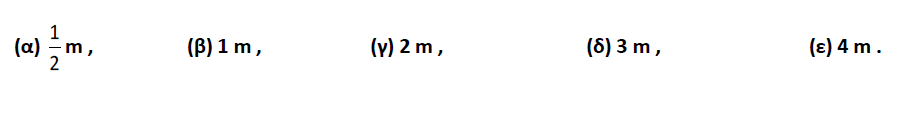 (α) 1/2 m , (β) 1 m , (γ) 2 m , (δ) 3 m , (ε) 4 m .